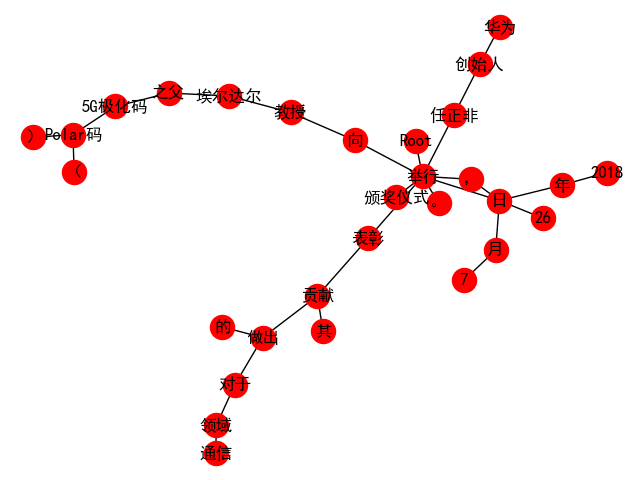 华为
创始人
之父
埃尔达尔
5G极化码
教授
任正非
）
Polar码
向
Root
（
举行
，
2018
年
颁奖仪式
。
日
26
表彰
月
7
贡献
的
做出
其
对于
领域
通信